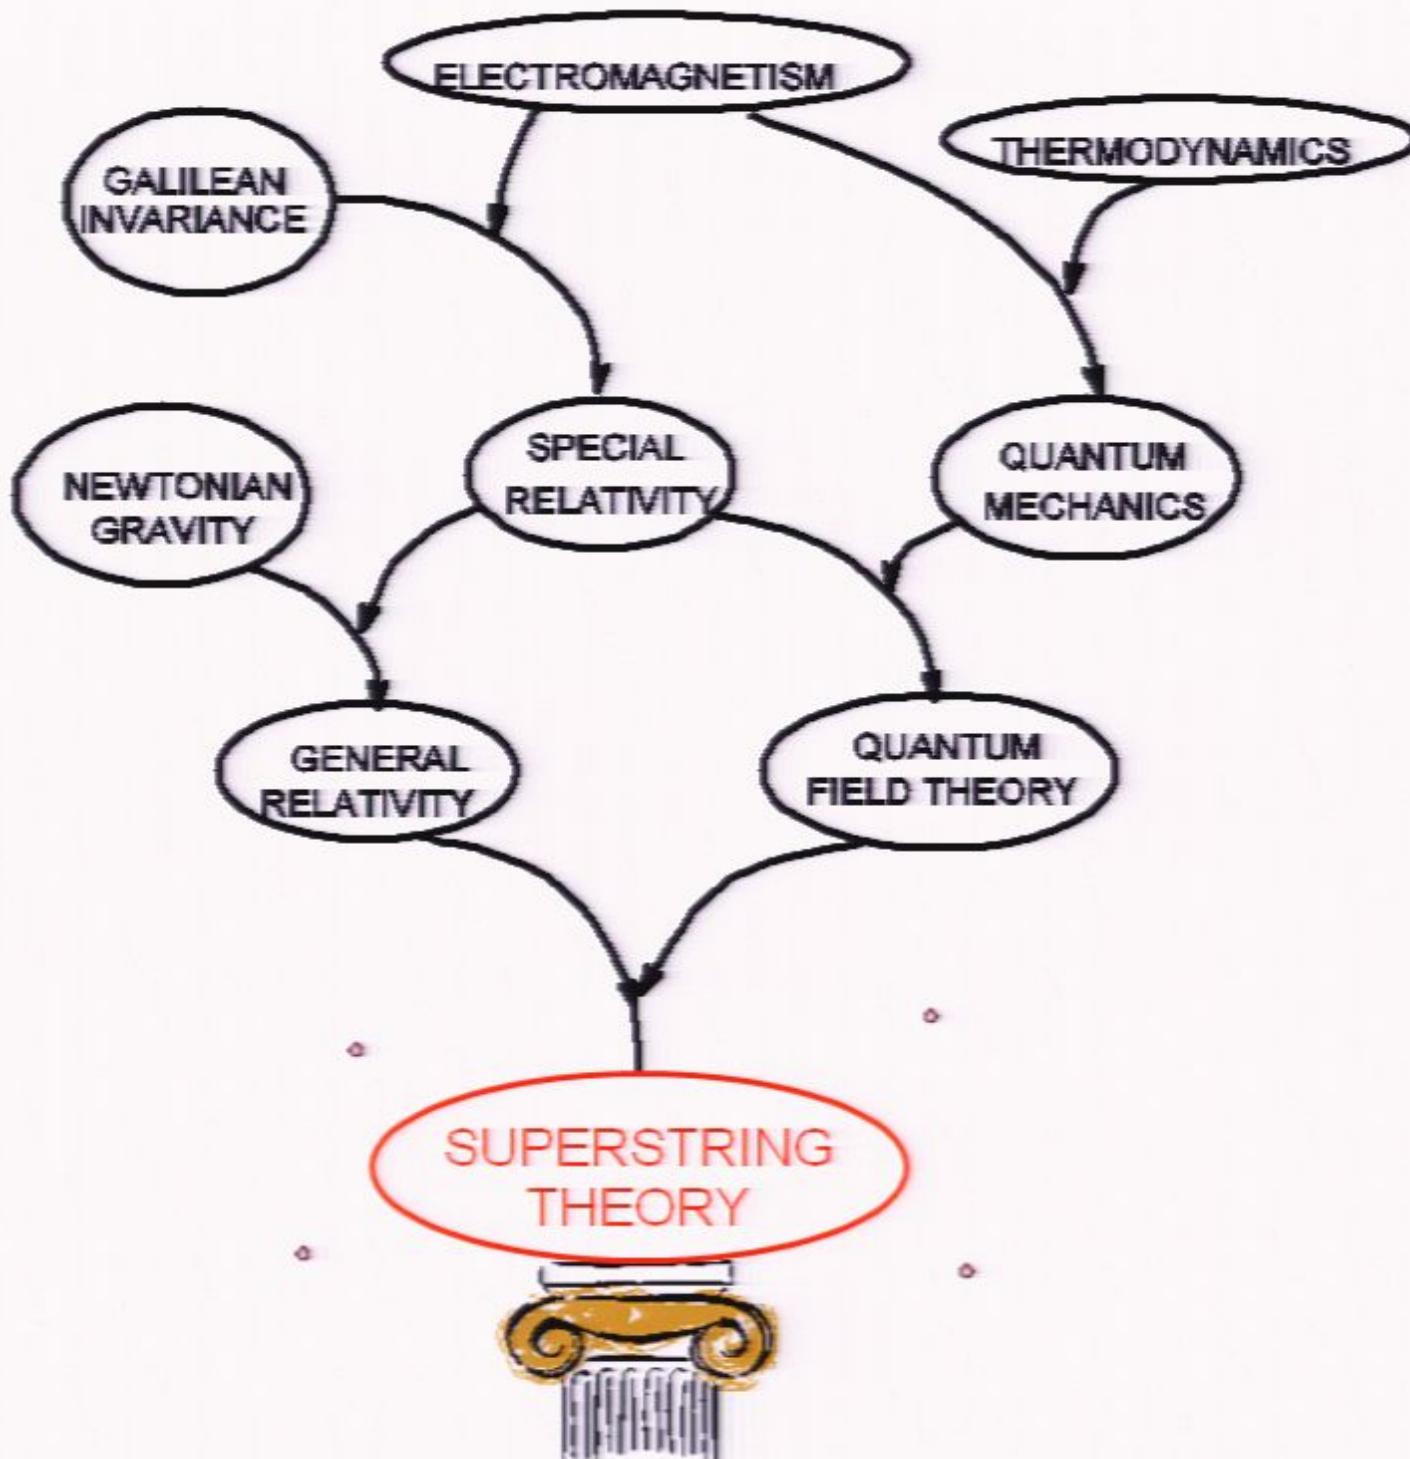 ELECTROMAGNETISM
THERMODYNAMICS
GALILEAN
INVARIANCE
NEWTONIAN
GRAVITY
SPECIAL
RELATIVITY
QUANTUM
MECHANICS
GENERAL
RELATIVITY
QUANTUM
FIELD THEORY
SUPERSTRING
THEORY